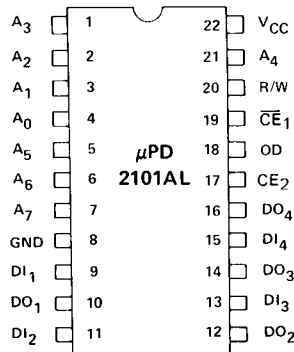 A₃ 1 22 V_CC
A₂ 2 21 A₄
A₁ 3 20 R/W
A₀ 4 19 C̅E̅₁
A₅ 5 μPD 18 OD
A₆ 6 2101AL 17 CE₂
A₇ 7 16 DO₄
GND 8 15 DI₄
DI₁ 9 14 DO₃
DO₁ 10 13 DI₃
DI₂ 11 12 DO₂